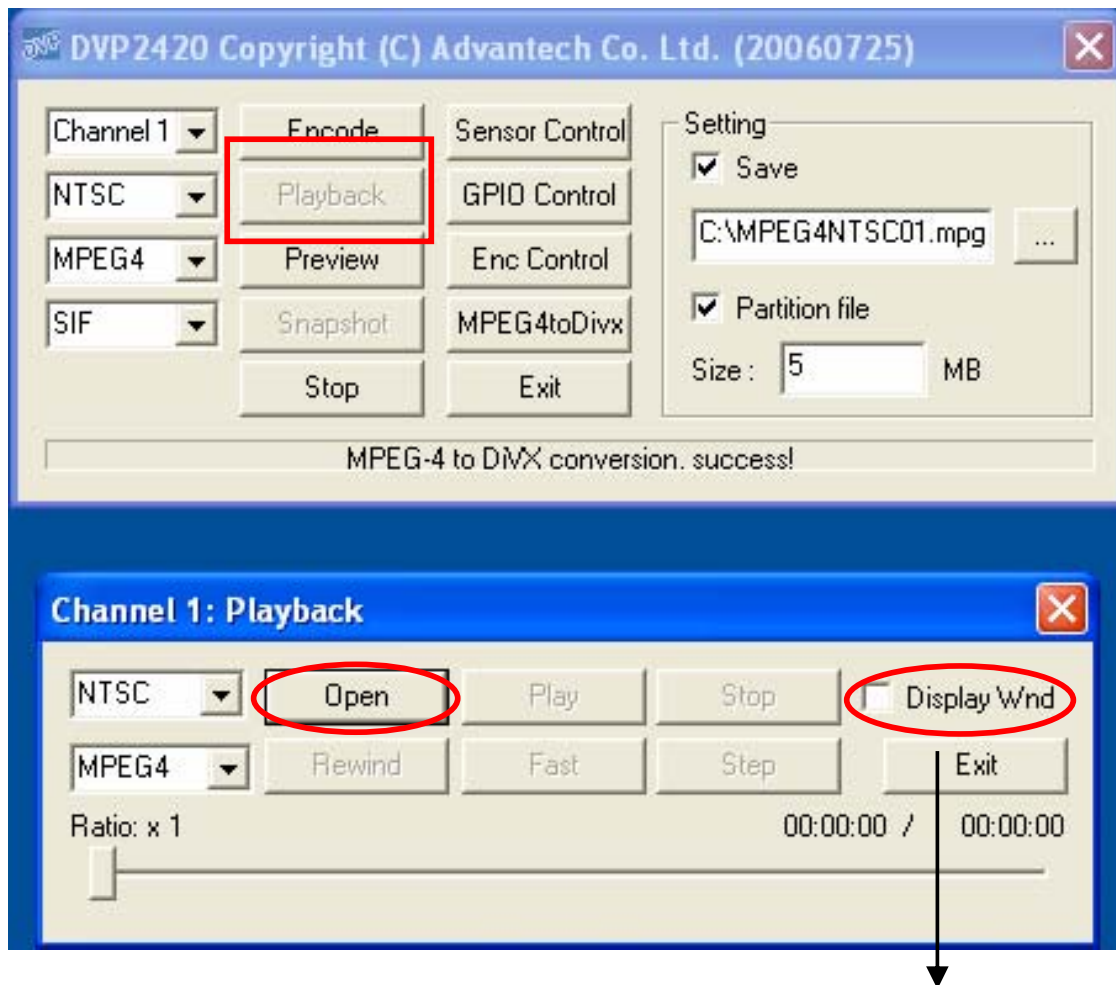 DVP2420 Copyright (C) Advantech Co. Ltd. (20060725)
Channel 1 Encode Sensor Control Setting
Save
NTSC Playback GPIO Control
C:\MPEG4NTSC01.mpg ...
MPEG4 Preview Enc Control
Partition file
SIF Snapshot MPEG4toDivx
Size : 5 MB
Stop Exit
MPEG-4 to DiVX conversion. success!
Channel 1: Playback
NTSC Open Play Stop Display Wnd
MPEG4 Rewind Fast Step Exit
Ratio: x 1 00:00:00 / 00:00:00